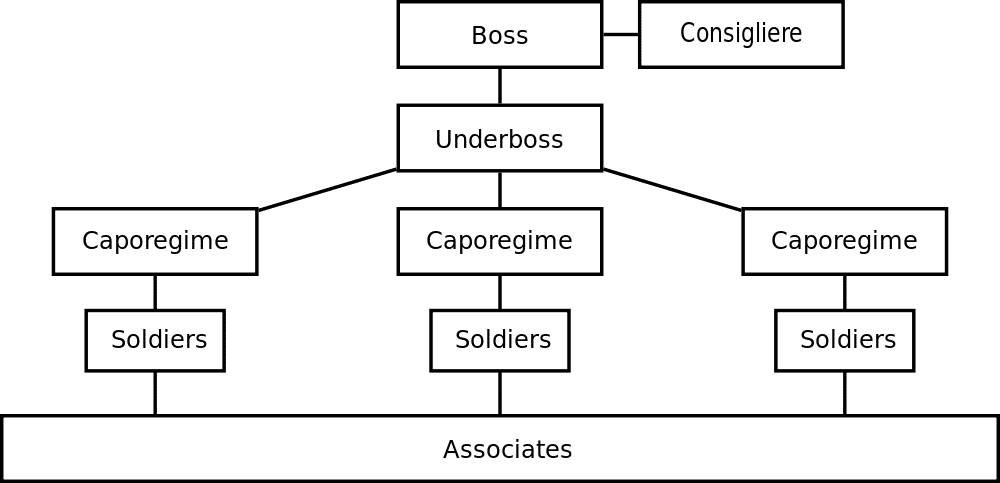 Boss
Consigliere
Underboss
Caporegime
Caporegime
Caporegime
Soldiers
Soldiers
Soldiers
Associates